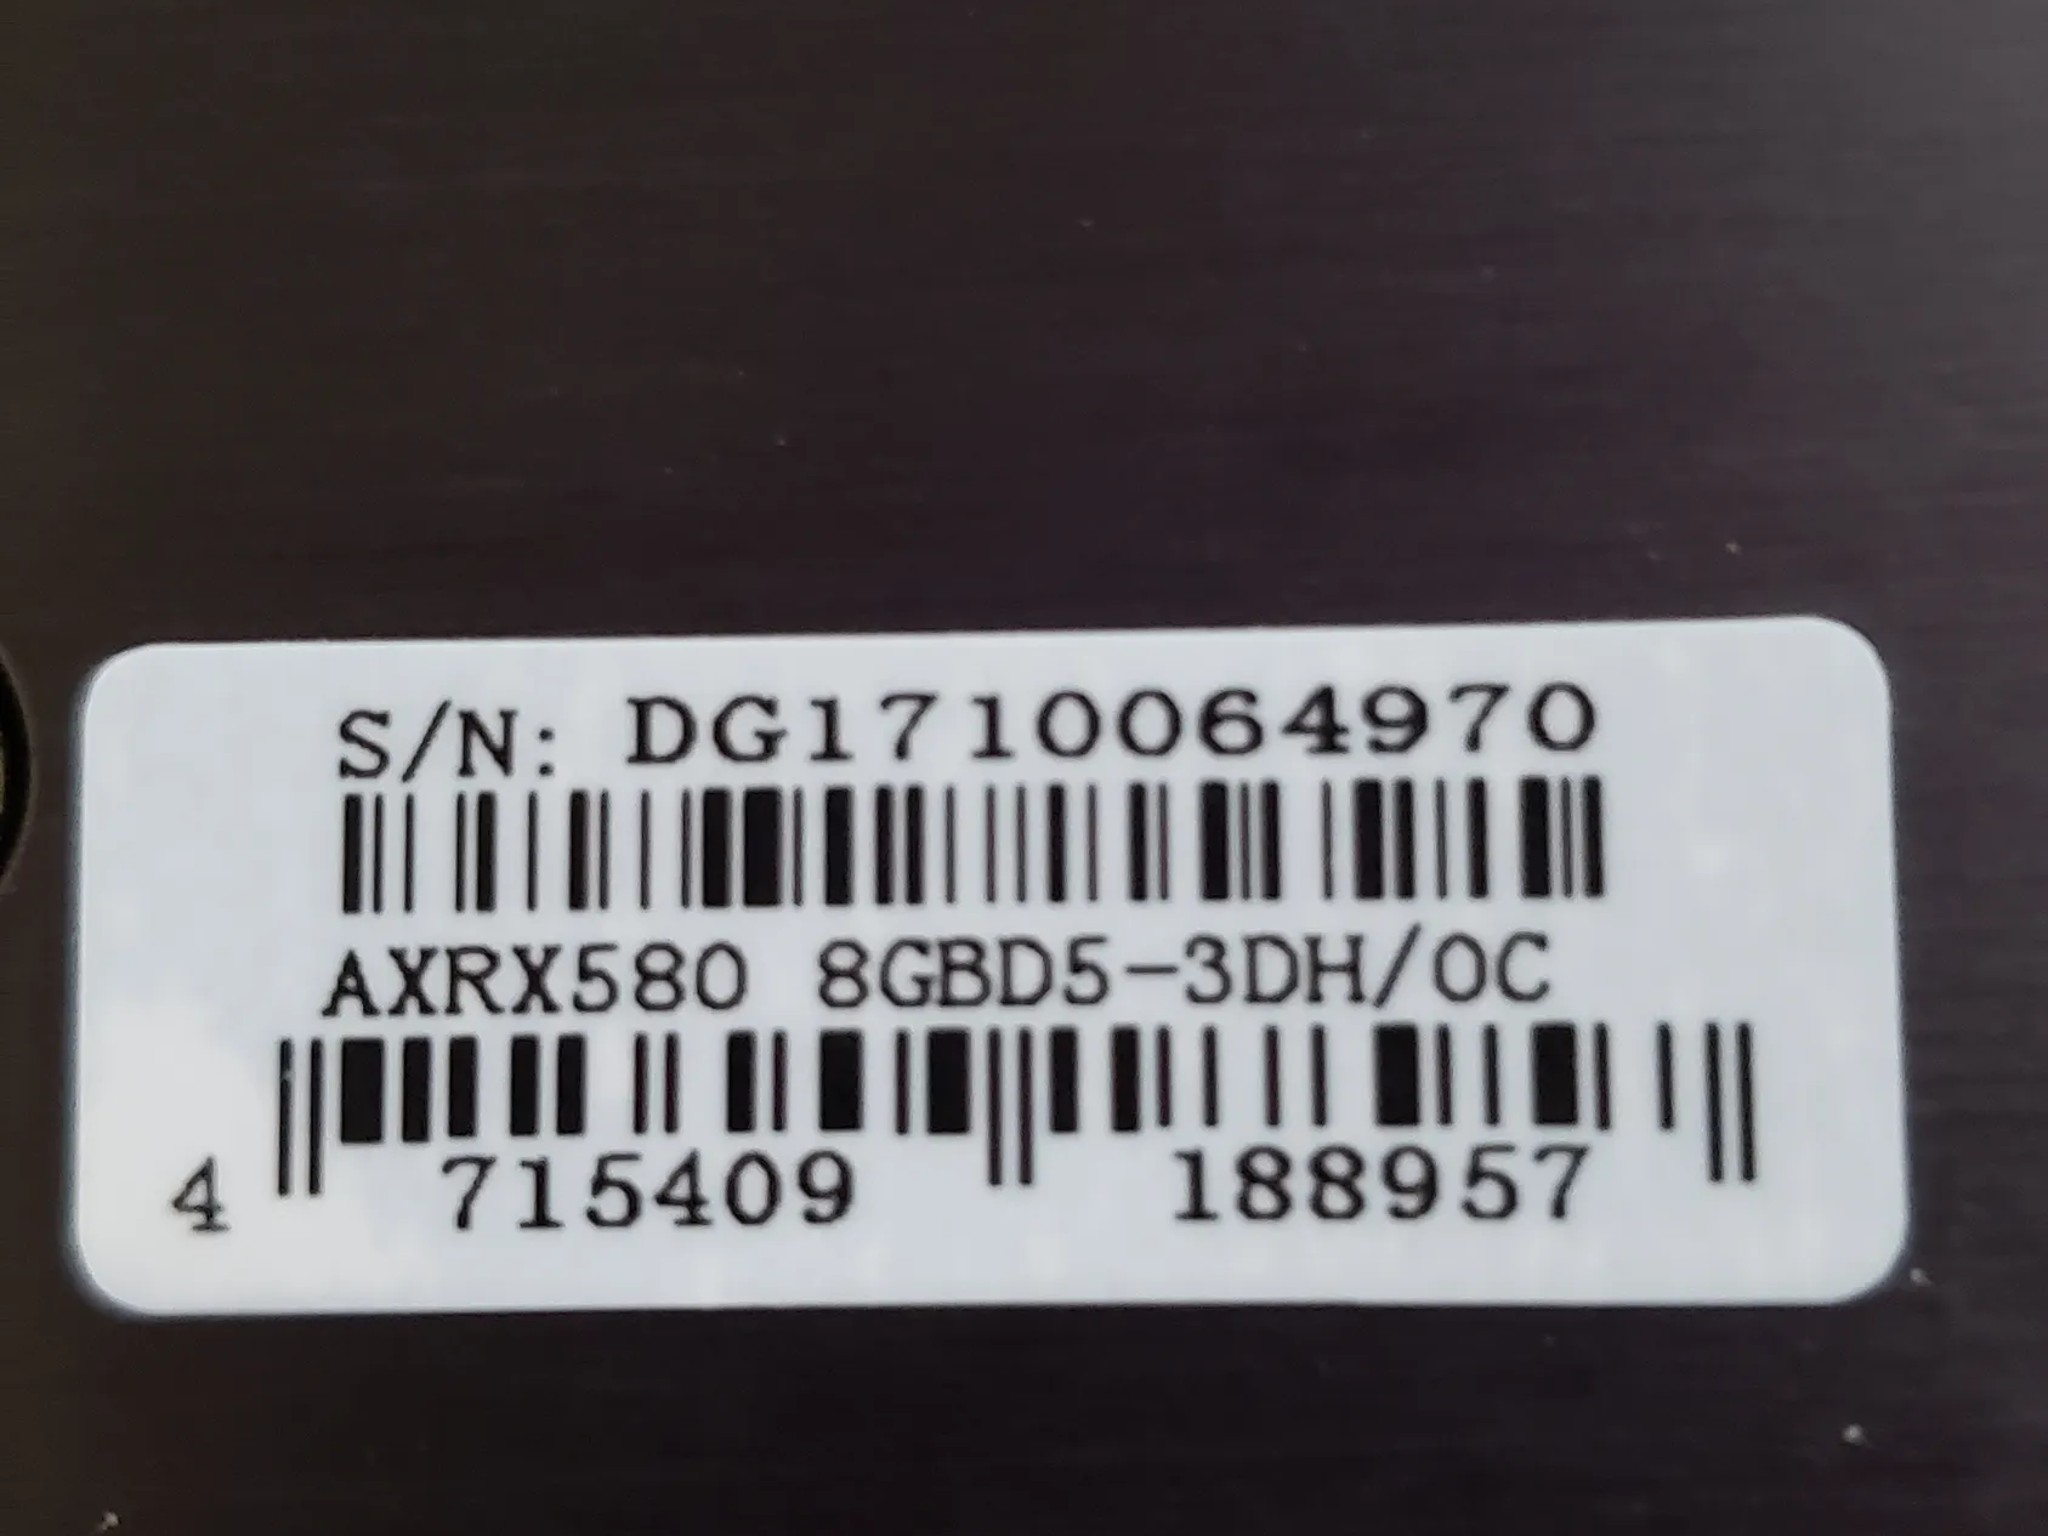 S/N: DG1710064970
AXRX580 8GBD5-3DH/OC
4 715409 188957